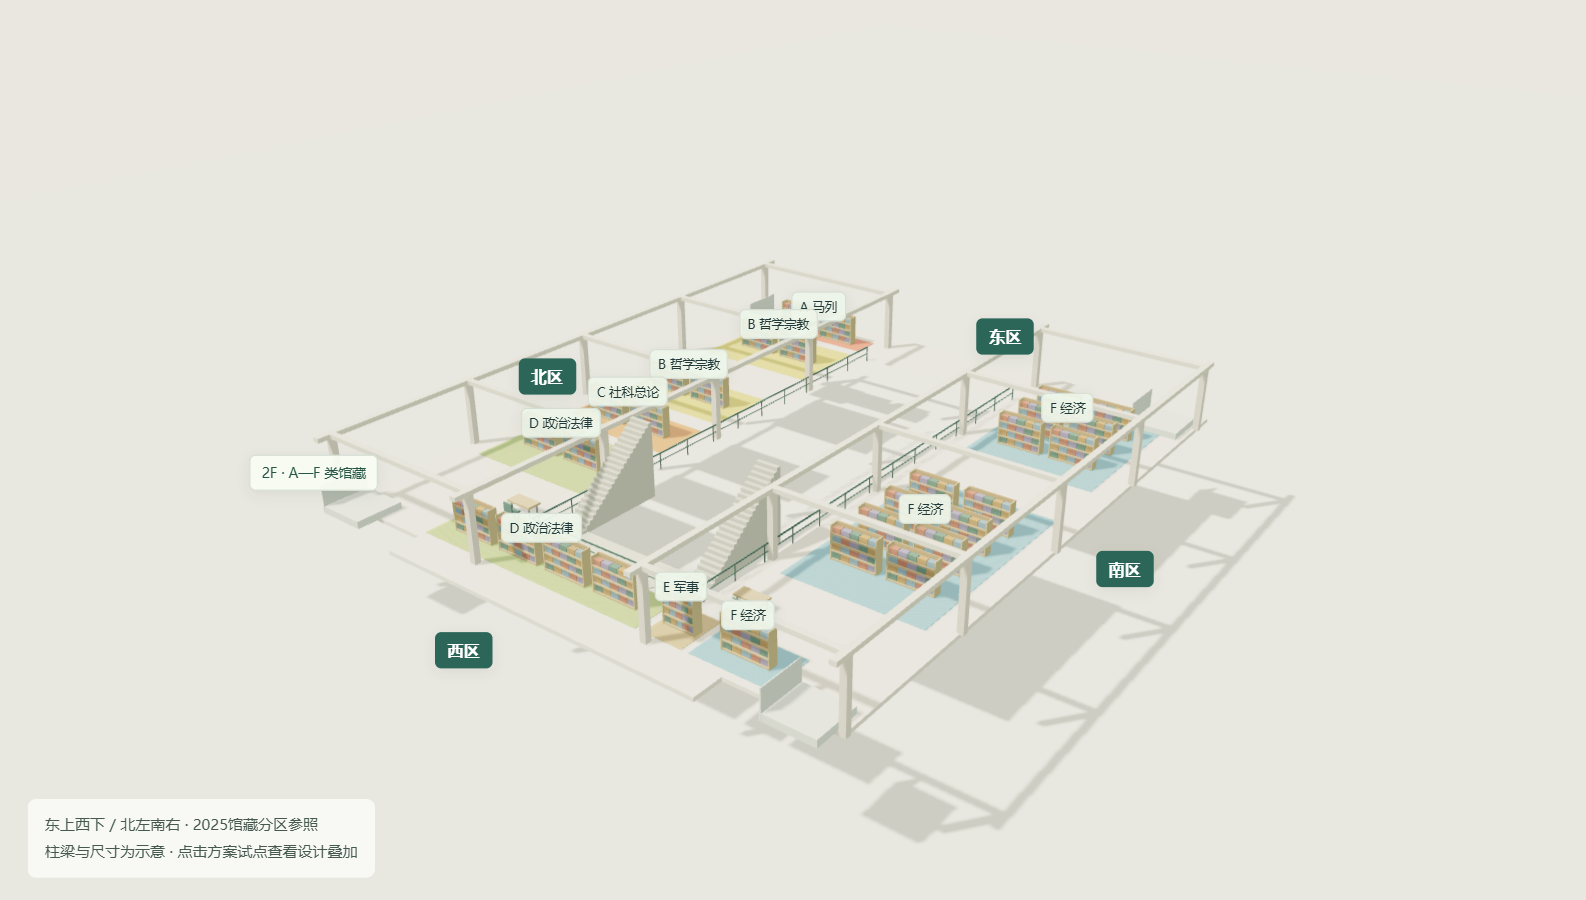 A 马列
B 哲学宗教
东区
B 哲学宗教
北区
C 社科总论
F 经济
D 政治法律
2F · A—F 类馆藏
F 经济
D 政治法律
南区
E 军事
F 经济
西区
东上西下 / 北左南右 · 2025馆藏分区参照
柱梁与尺寸为示意 · 点击方案试点查看设计叠加